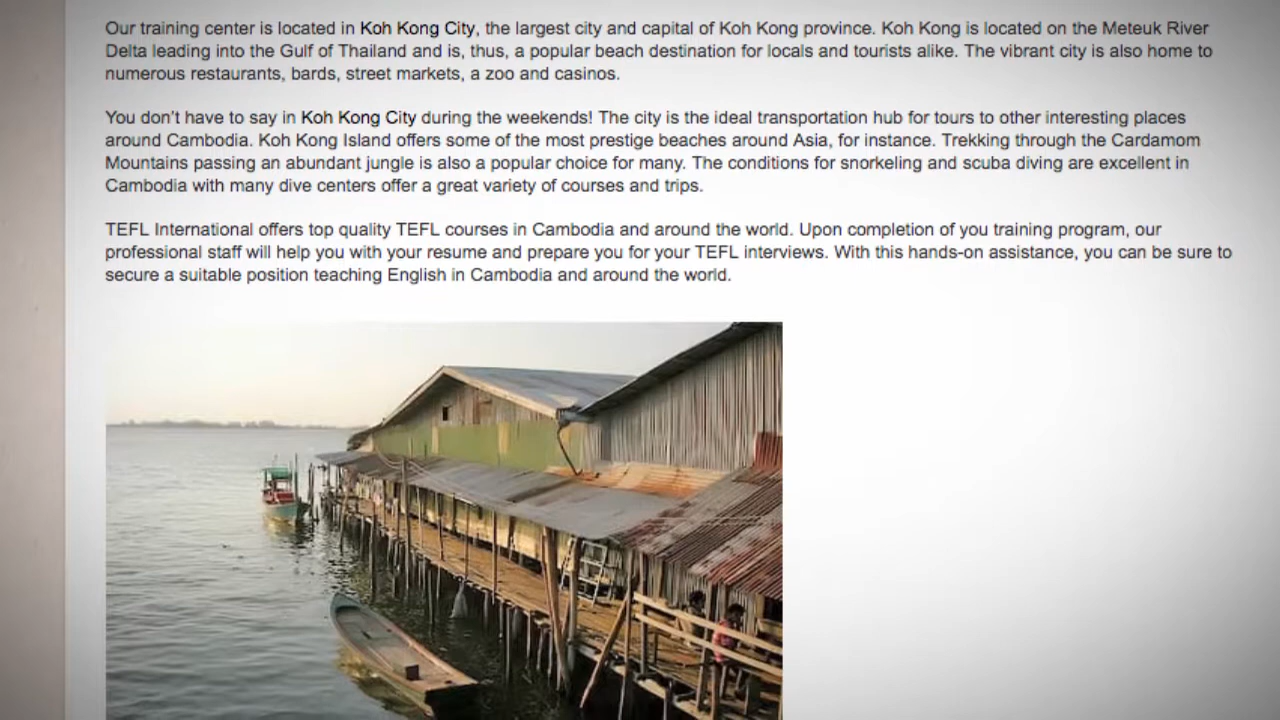 Our training center is located in Koh Kong City, the largest city and capital of Koh Kong province. Koh Kong is located on the Meteuk River
Delta leading into the Gulf of Thailand and is, thus, a popular beach destination for locals and tourists alike. The vibrant city is also home to
numerous restaurants, bards, street markets, a zoo and casinos.
You don't have to say in Koh Kong City during the weekends! The city is the ideal transportation hub for tours to other interesting places
around Cambodia. Koh Kong Island offers some of the most prestige beaches around Asia, for instance. Trekking through the Cardamom
Mountains passing an abundant jungle is also a popular choice for many. The conditions for snorkeling and scuba diving are excellent in
Cambodia with many dive centers offer a great variety of courses and trips.
TEFL International offers top quality TEFL courses in Cambodia and around the world. Upon completion of you training program, our
professional staff will help you with your resume and prepare you for your TEFL interviews. With this hands-on assistance, you can be sure to
secure a suitable position teaching English in Cambodia and around the world.